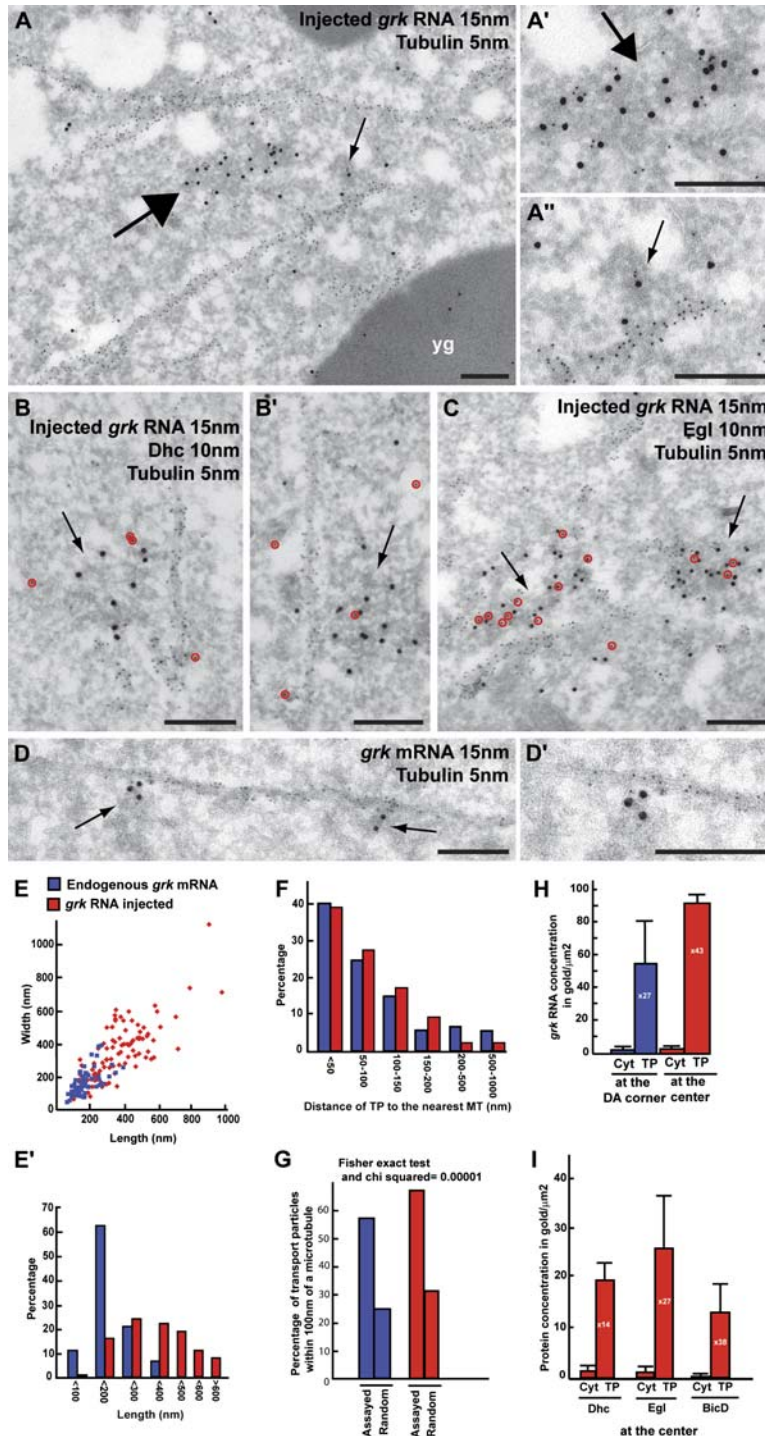 A
Injected grk RNA 15nm
Tubulin 5nm
yg
A'
A"
B
Injected grk RNA 15nm
Dhc 10nm
Tubulin 5nm
B'
C
Injected grk RNA 15nm
Egl 10nm
Tubulin 5nm
D
grk mRNA 15nm
Tubulin 5nm
D'
E
Endogenous grk mRNA
grk RNA injected
1000
800
600
400
200
0
Width (nm)
200 400 600 800 1000
Length (nm)
F
40
30
20
10
0
Percentage
<50
50-100
100-150
150-200
200-500
500-1000
Distance of TP to the nearest MT (nm)
H
grk RNA concentration
in gold/µm2
100
80
60
40
20
0
x27
x43
Cyt TP Cyt TP
at the at the
DA corner center
E'
70
60
50
40
30
20
10
0
Percentage
<100
<200
<300
<400
<500
<600
>600
Length (nm)
G
Fisher exact test
and chi squared= 0.00001
Percentage of transport particles
within 100nm of a microtubule
60
50
40
30
20
10
0
Assayed
Random
Assayed
Random
I
Protein concentration in gold/µm2
40
20
0
x14
x27
x38
Cyt TP Cyt TP Cyt TP
Dhc Egl BicD
at the center